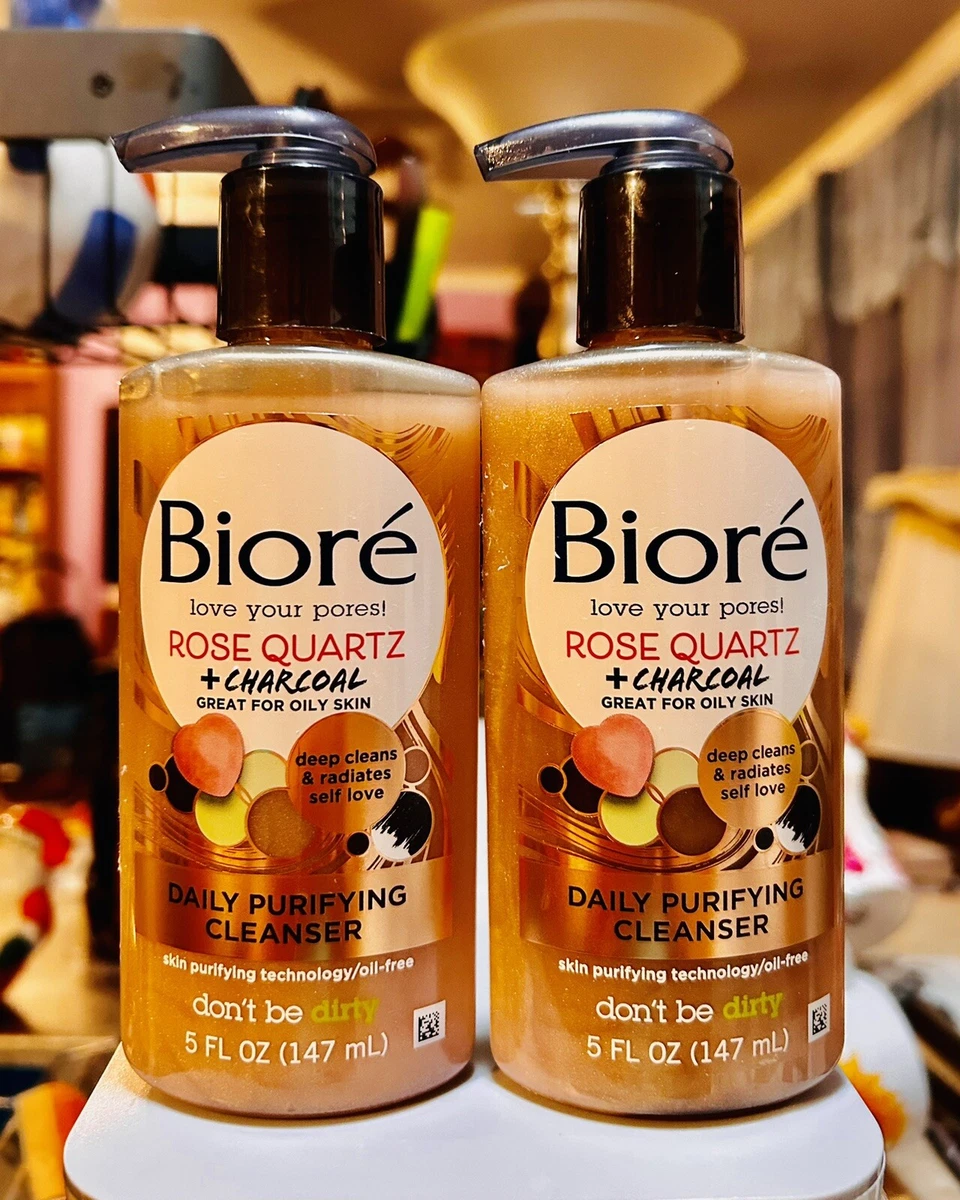 Bioré
love your pores!
ROSE QUARTZ
+CHARCOAL
GREAT FOR OILY SKIN
deep cleans
& radiates
self love
DAILY PURIFYING
CLEANSER
skin purifying technology/oil-free
don't be dirty
5 FL OZ (147 mL)
Bioré
love your pores!
ROSE QUARTZ
+CHARCOAL
GREAT FOR OILY SKIN
deep cleans
& radiates
self love
DAILY PURIFYING
CLEANSER
skin purifying technology/oil-free
don't be dirty
5 FL OZ (147 mL)